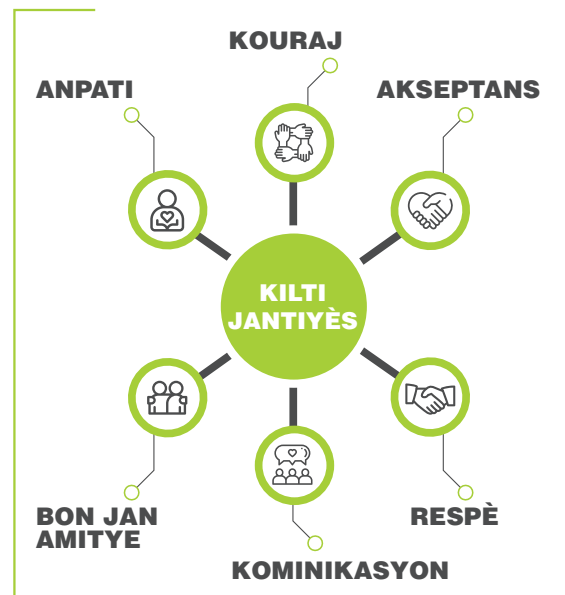 KOURAJ
ANPATI
AKSEPTANS
KILTI
JANTIYÈS
BON JAN
AMITYE
RESPÈ
KOMINIKASYON